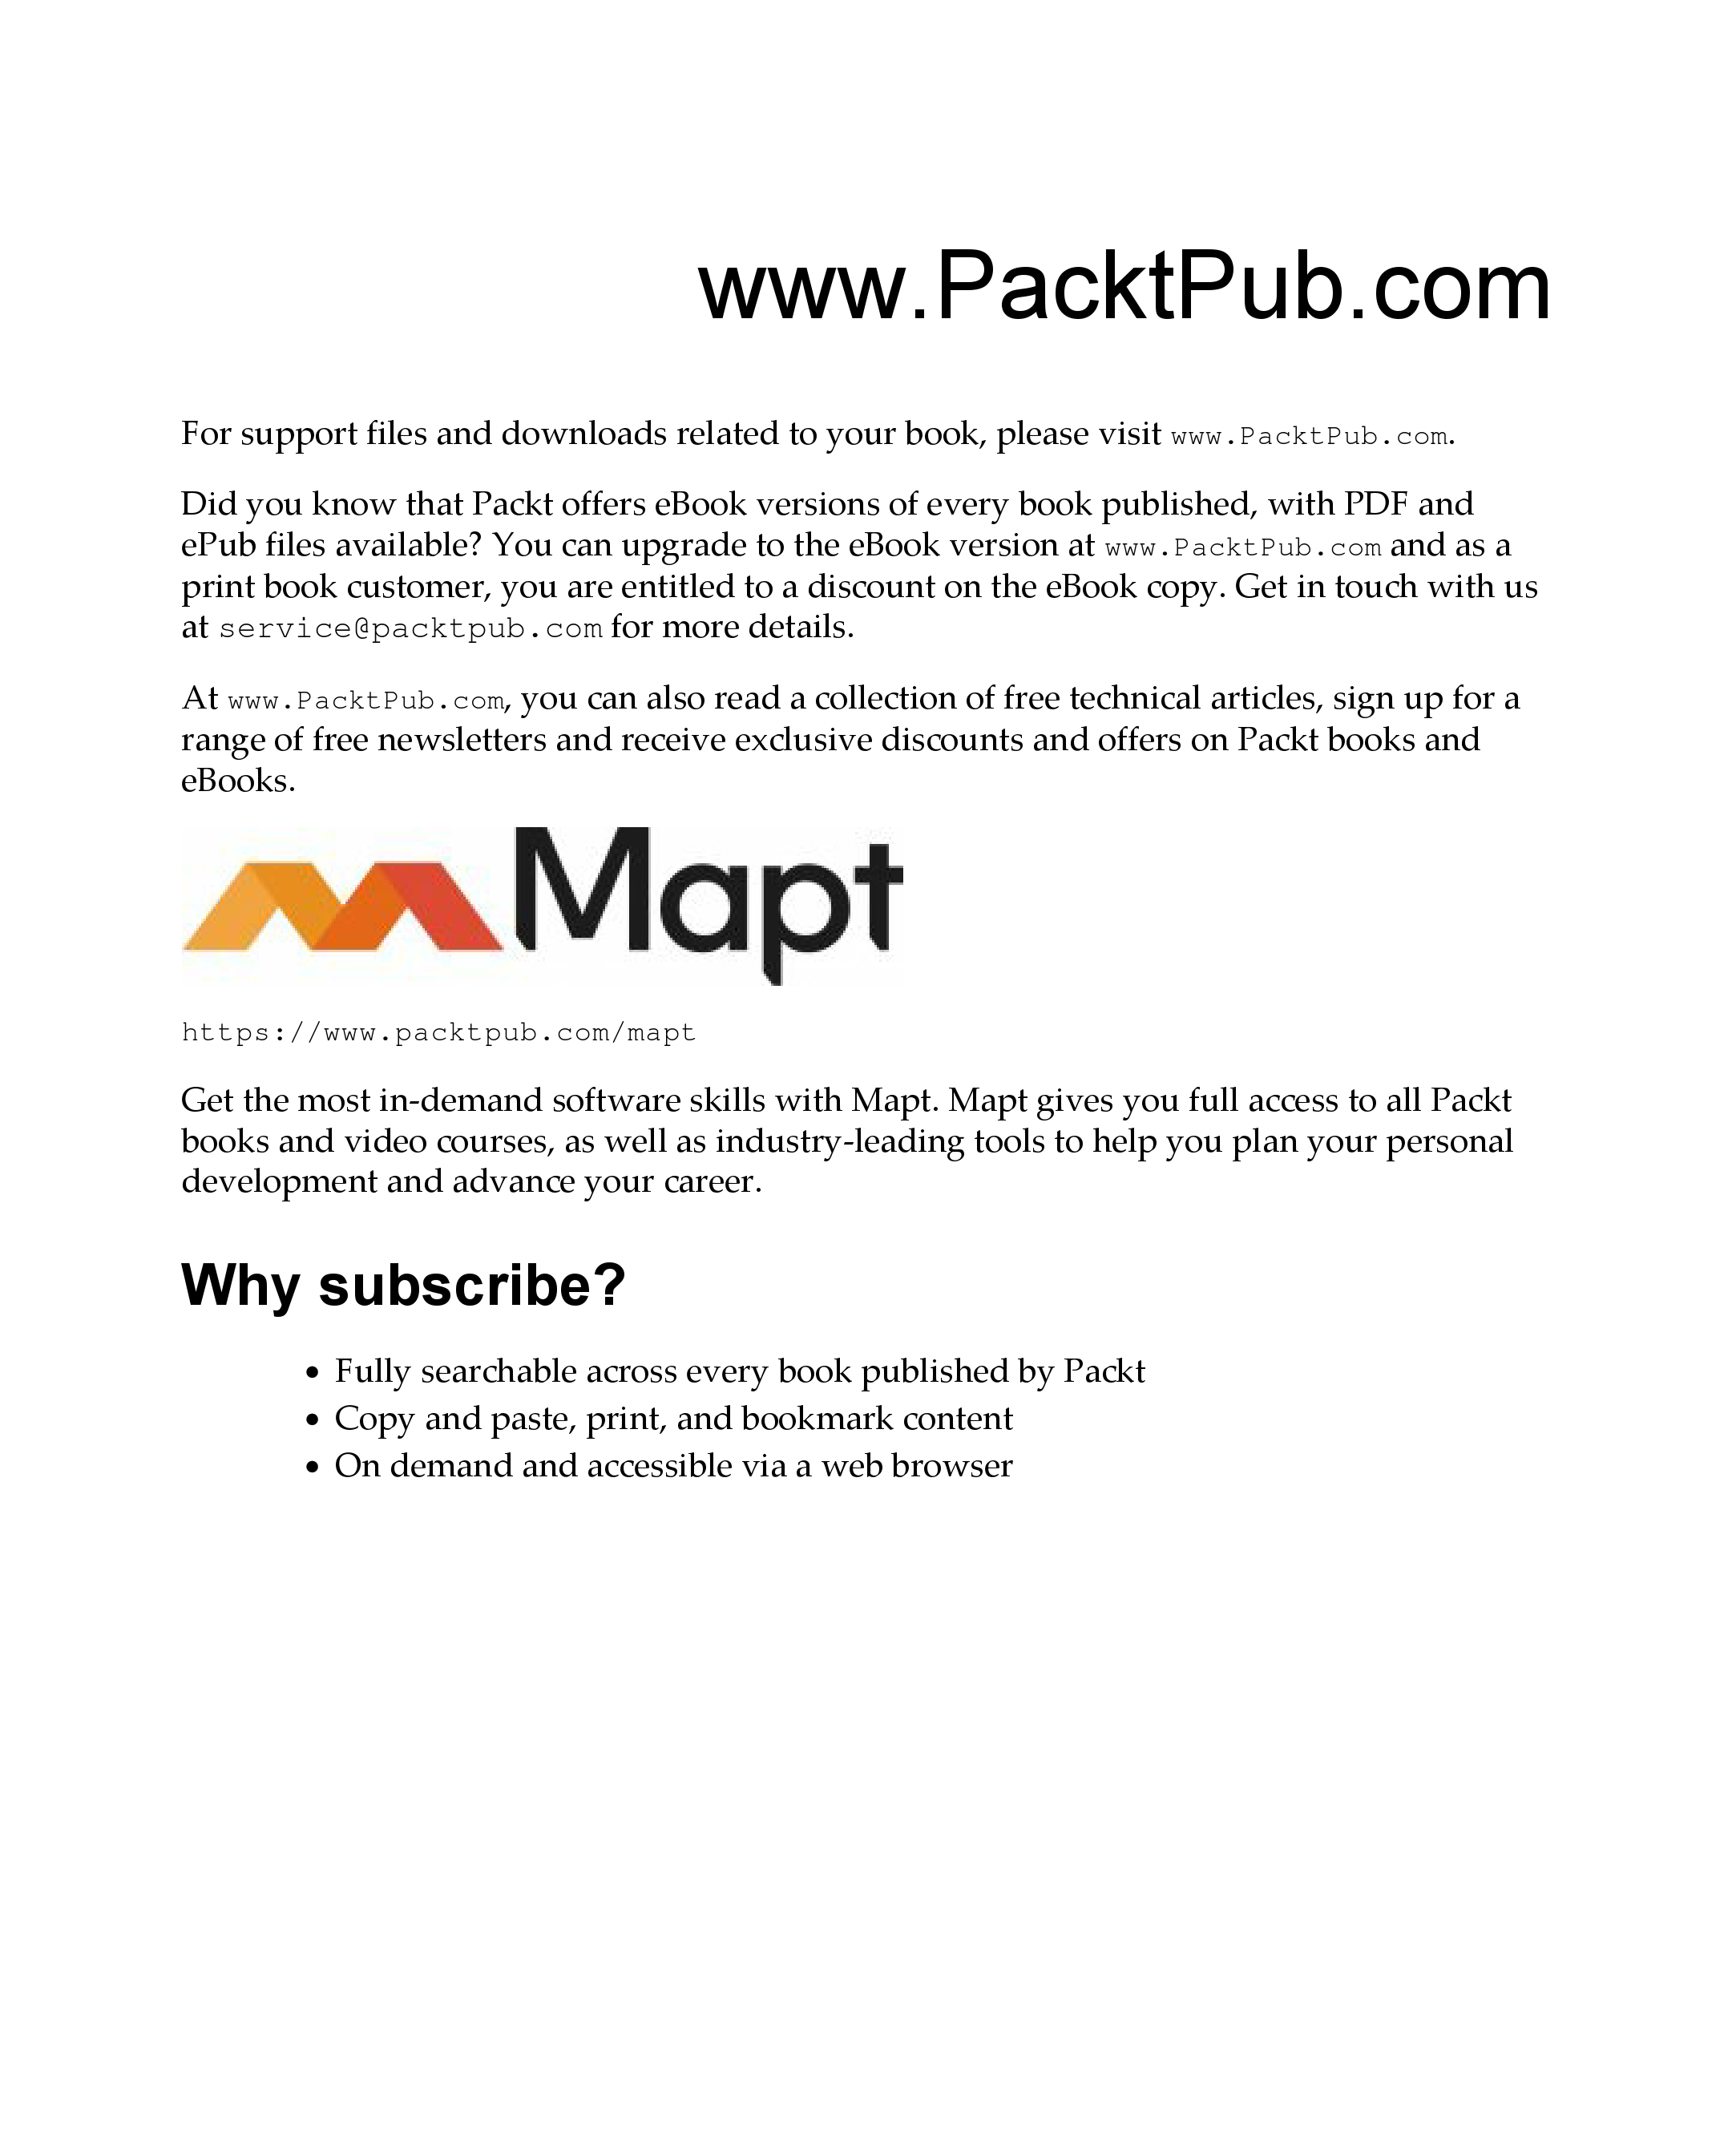 www.PacktPub.com
For support files and downloads related to your book, please visit www.PacktPub.com.
Did you know that Packt offers eBook versions of every book published, with PDF and
ePub files available? You can upgrade to the eBook version at www.PacktPub.com and as a
print book customer, you are entitled to a discount on the eBook copy. Get in touch with us
at service@packtpub.com for more details.
At www.PacktPub.com, you can also read a collection of free technical articles, sign up for a
range of free newsletters and receive exclusive discounts and offers on Packt books and
eBooks.
Mapt
https://www.packtpub.com/mapt
Get the most in-demand software skills with Mapt. Mapt gives you full access to all Packt
books and video courses, as well as industry-leading tools to help you plan your personal
development and advance your career.
Why subscribe?
• Fully searchable across every book published by Packt
• Copy and paste, print, and bookmark content
• On demand and accessible via a web browser